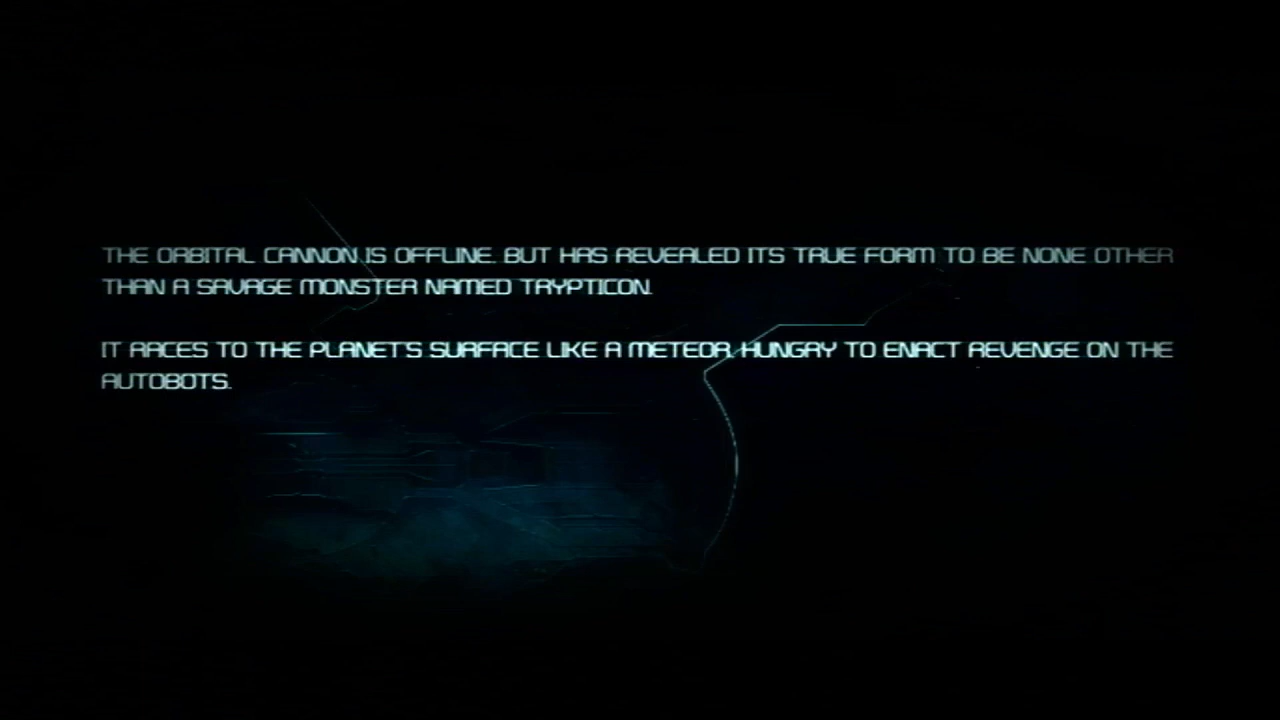 THE ORBITAL CANNON IS OFFLINE. BUT HAS REVEALED ITS TRUE FORM TO BE NONE OTHER
THAN A SAVAGE MONSTER NAMED TRYPTICON.
IT RACES TO THE PLANET'S SURFACE LIKE A METEOR, HUNGRY TO ENACT REVENGE ON THE
AUTOBOTS.